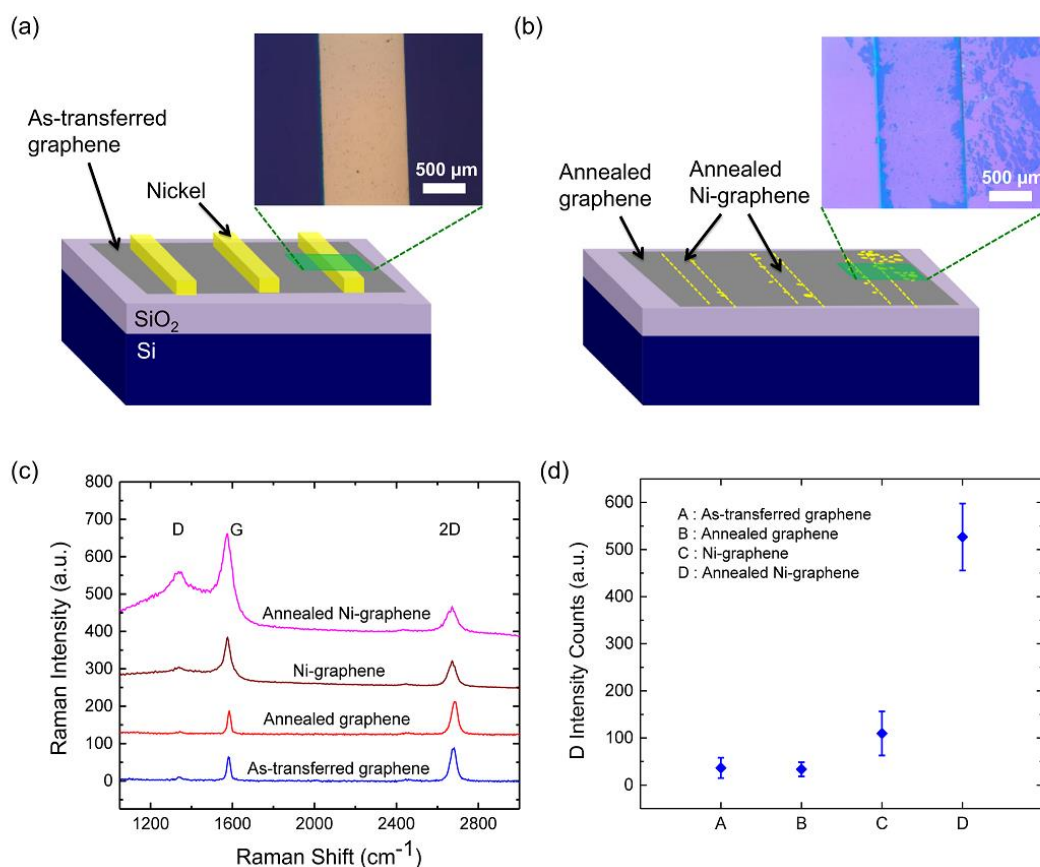 (a)
As-transferred
graphene
Nickel
500 µm
SiO₂
Si
(b)
Annealed
graphene
Annealed
Ni-graphene
500 µm
(c)
800
700
600
500
400
300
200
100
0
Raman Intensity (a.u.)
D
G
2D
Annealed Ni-graphene
Ni-graphene
Annealed graphene
As-transferred graphene
1200
1600
2000
2400
2800
Raman Shift (cm⁻¹)
(d)
600
500
400
300
200
100
0
D Intensity Counts (a.u.)
A : As-transferred graphene
B : Annealed graphene
C : Ni-graphene
D : Annealed Ni-graphene
A
B
C
D